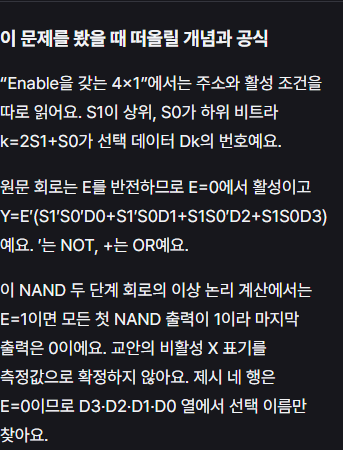 이 문제를 봤을 때 떠올릴 개념과 공식
“Enable을 갖는 4×1”에서는 주소와 활성 조건을
따로 읽어요. S1이 상위, S0가 하위 비트라
k=2S1+S0가 선택 데이터 Dk의 번호예요.
원문 회로는 E를 반전하므로 E=0에서 활성이고
Y=E′(S1′S0′D0+S1′S0D1+S1S0′D2+S1S0D3)
예요. ′는 NOT, +는 OR예요.
이 NAND 두 단계 회로의 이상 논리 계산에서는
E=1이면 모든 첫 NAND 출력이 1이라 마지막
출력은 0이에요. 교안의 비활성 X 표기를
측정값으로 확정하지 않아요. 제시 네 행은
E=0이므로 D3·D2·D1·D0 열에서 선택 이름만
찾아요.